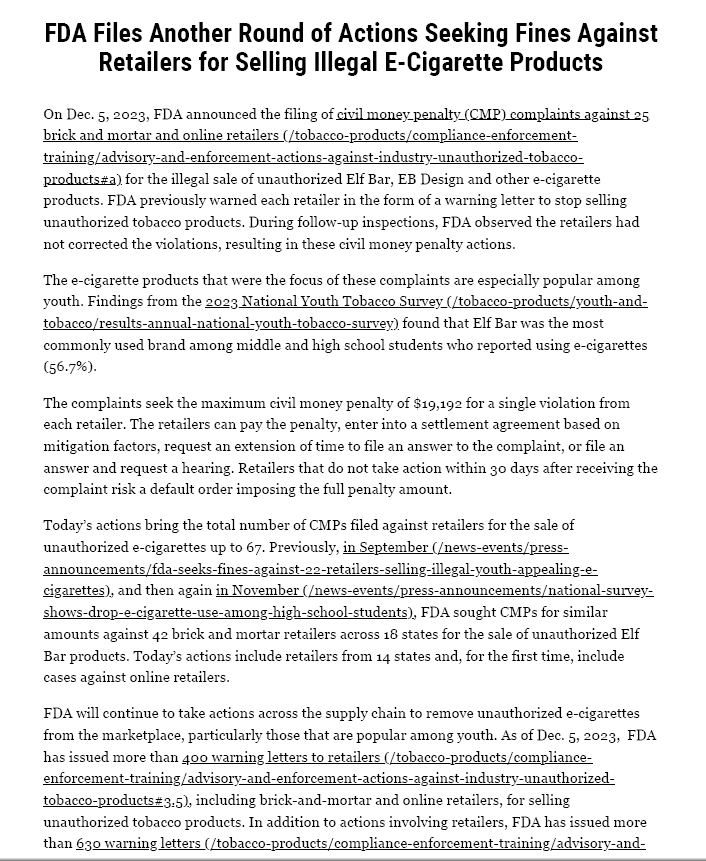 FDA Files Another Round of Actions Seeking Fines Against
Retailers for Selling Illegal E-Cigarette Products
On Dec. 5, 2023, FDA announced the filing of civil money penalty (CMP) complaints against 25
brick and mortar and online retailers (/tobacco-products/compliance-enforcement-
training/advisory-and-enforcement-actions-against-industry-unauthorized-tobacco-
products#a) for the illegal sale of unauthorized Elf Bar, EB Design and other e-cigarette
products. FDA previously warned each retailer in the form of a warning letter to stop selling
unauthorized tobacco products. During follow-up inspections, FDA observed the retailers had
not corrected the violations, resulting in these civil money penalty actions.
The e-cigarette products that were the focus of these complaints are especially popular among
youth. Findings from the 2023 National Youth Tobacco Survey (/tobacco-products/youth-and-
tobacco/results-annual-national-youth-tobacco-survey) found that Elf Bar was the most
commonly used brand among middle and high school students who reported using e-cigarettes
(56.7%).
The complaints seek the maximum civil money penalty of $19,192 for a single violation from
each retailer. The retailers can pay the penalty, enter into a settlement agreement based on
mitigation factors, request an extension of time to file an answer to the complaint, or file an
answer and request a hearing. Retailers that do not take action within 30 days after receiving the
complaint risk a default order imposing the full penalty amount.
Today's actions bring the total number of CMPs filed against retailers for the sale of
unauthorized e-cigarettes up to 67. Previously, in September (/news-events/press-
announcements/fda-seeks-fines-against-22-retailers-selling-illegal-youth-appealing-e-
cigarettes), and then again in November (/news-events/press-announcements/national-survey-
shows-drop-e-cigarette-use-among-high-school-students), FDA sought CMPs for similar
amounts against 42 brick and mortar retailers across 18 states for the sale of unauthorized Elf
Bar products. Today's actions include retailers from 14 states and, for the first time, include
cases against online retailers.
FDA will continue to take actions across the supply chain to remove unauthorized e-cigarettes
from the marketplace, particularly those that are popular among youth. As of Dec. 5, 2023,  FDA
has issued more than 400 warning letters to retailers (/tobacco-products/compliance-
enforcement-training/advisory-and-enforcement-actions-against-industry-unauthorized-
tobacco-products#3.5), including brick-and-mortar and online retailers, for selling
unauthorized tobacco products. In addition to actions involving retailers, FDA has issued more
than 630 warning letters (/tobacco-products/compliance-enforcement-training/advisory-and-